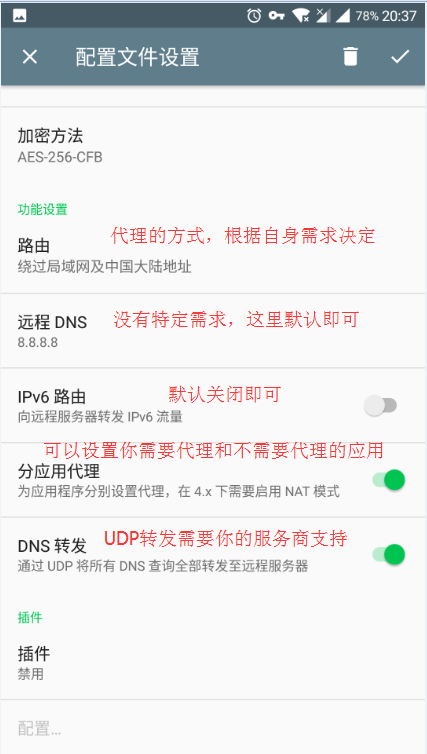 78% 20:37
配置文件设置
加密方法
AES-256-CFB
功能设置
代理的方式，根据自身需求决定
路由
绕过局域网及中国大陆地址
远程 DNS
没有特定需求，这里默认即可
8.8.8.8
IPv6 路由
默认关闭即可
向远程服务器转发 IPv6 流量
可以设置你需要代理和不需要代理的应用
分应用代理
为应用程序分别设置代理，在 4.x 下需要启用 NAT 模式
DNS 转发
UDP转发需要你的服务商支持
通过 UDP 将所有 DNS 查询全部转发至远程服务器
插件
插件
禁用
配置...